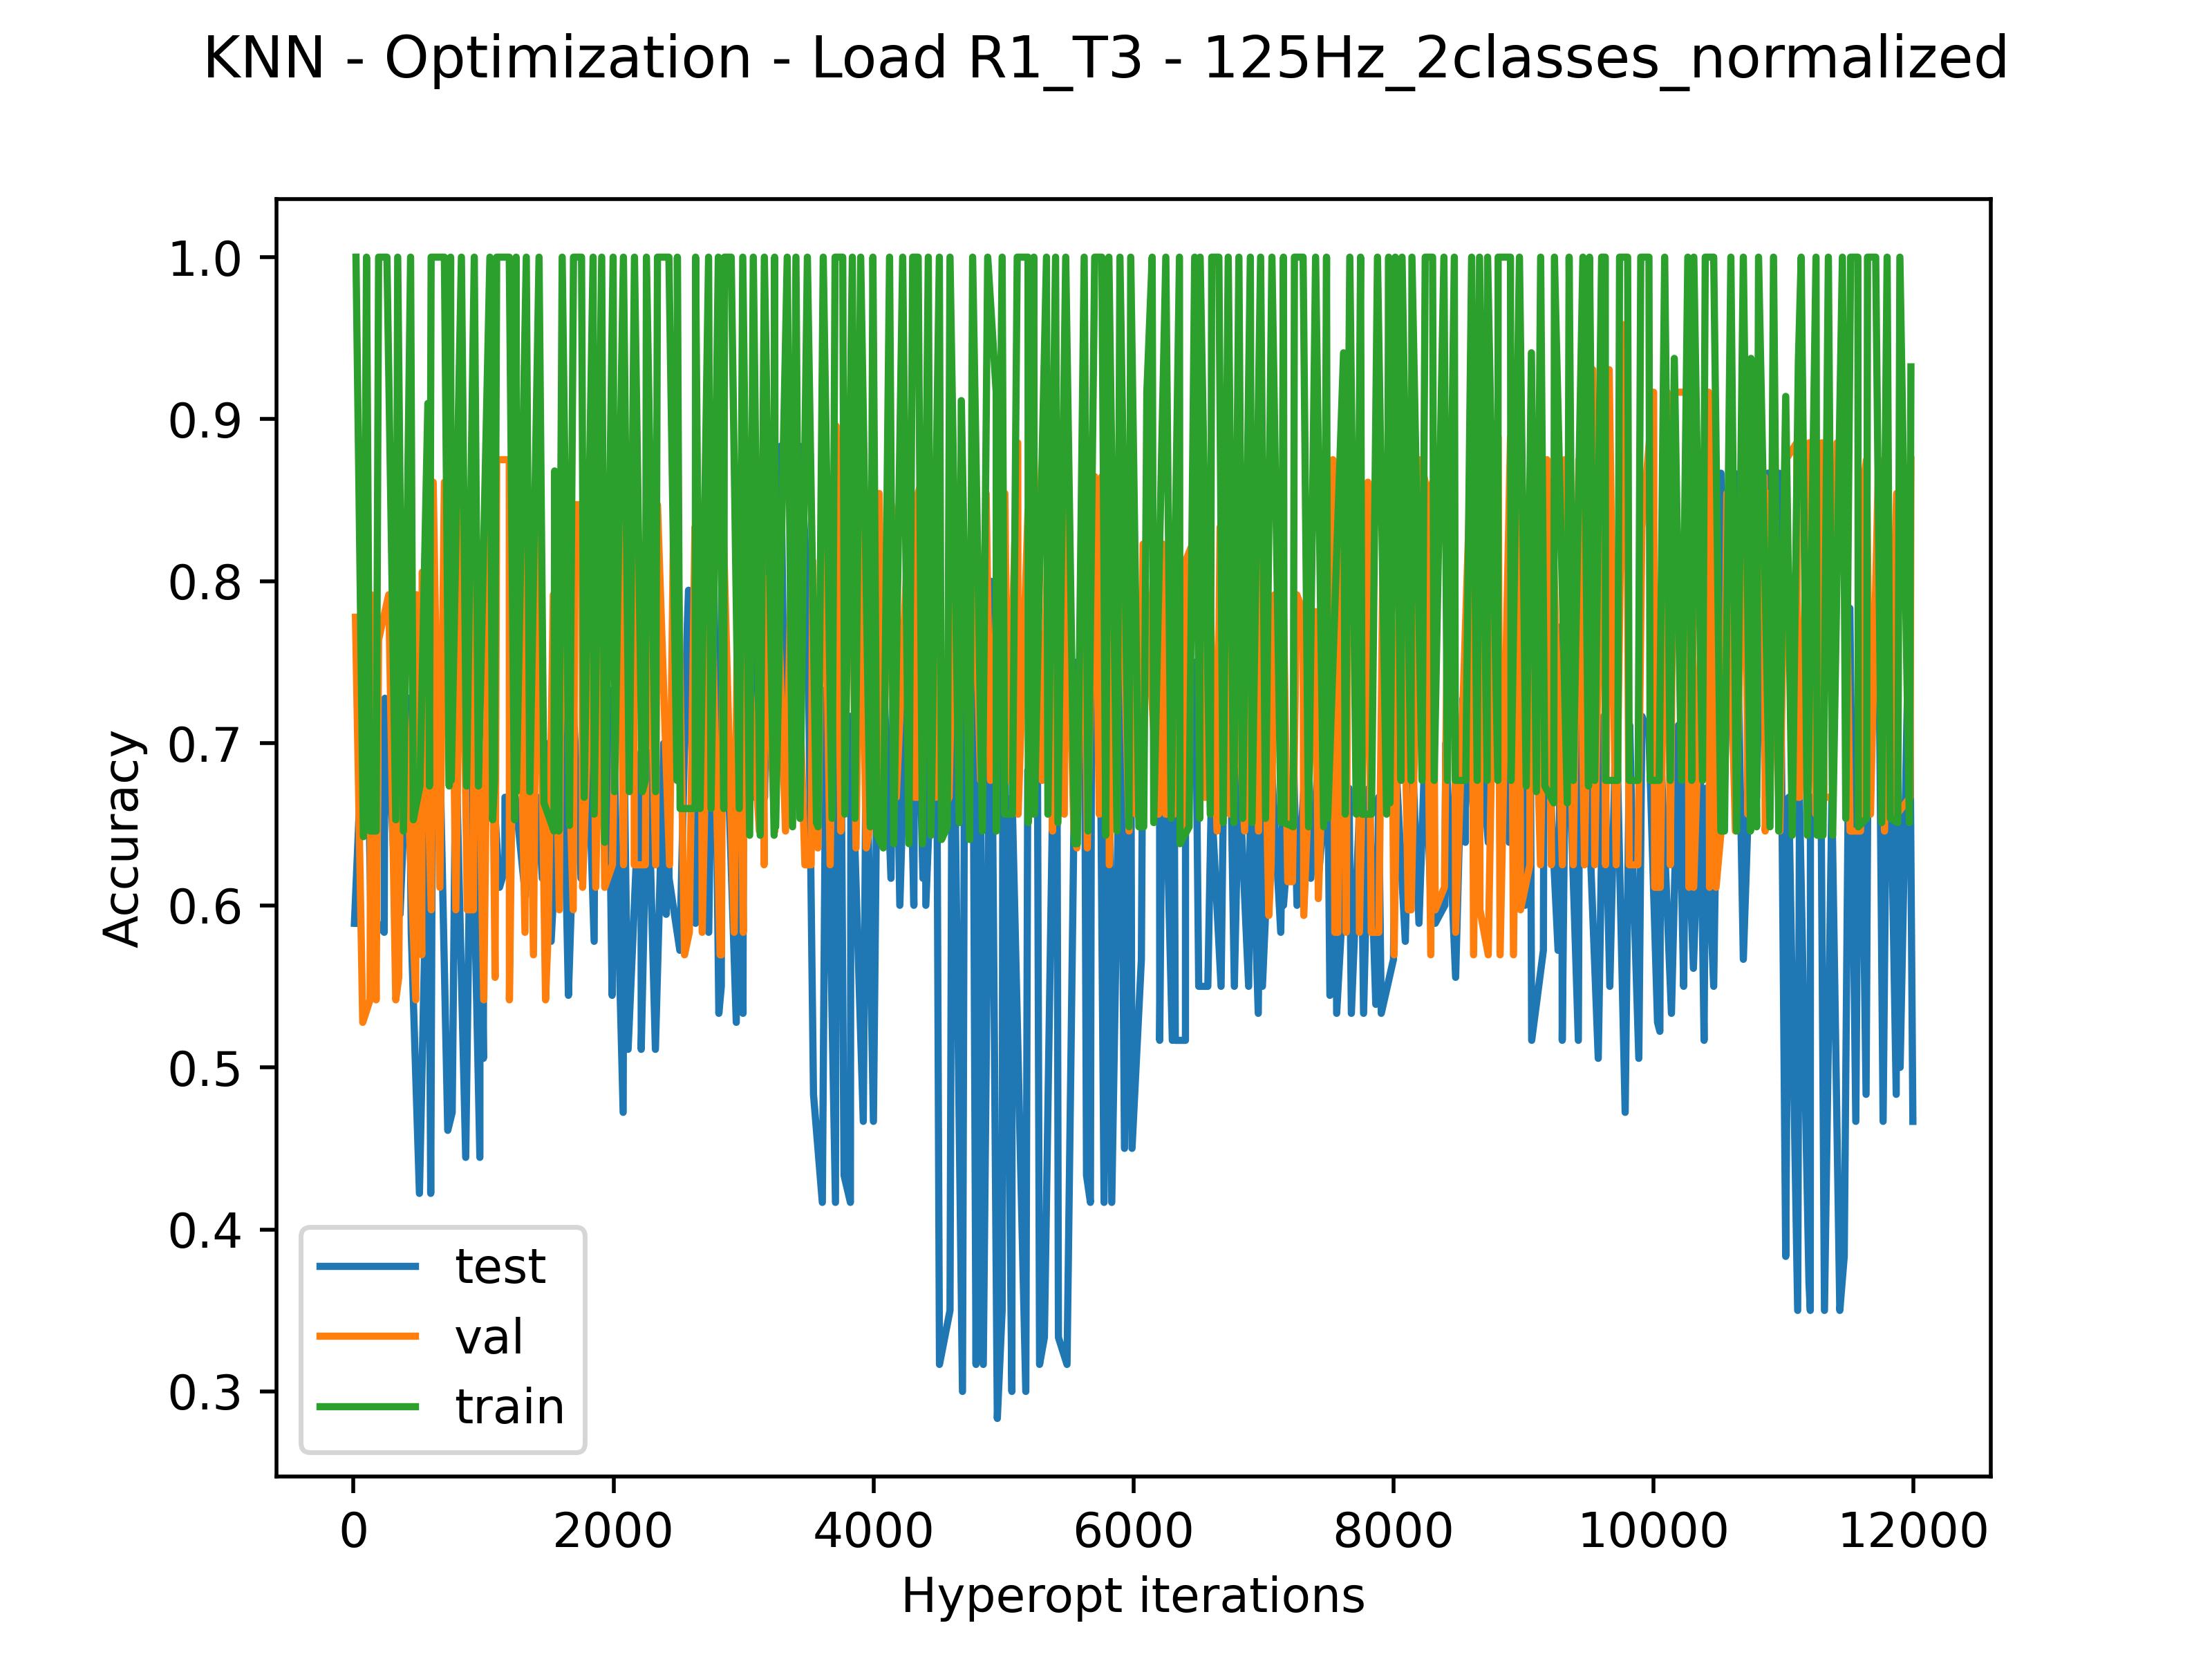 KNN - Optimization - Load R1_T3 - 125Hz_2classes_normalized
1.0
0.9
0.8
0.7
0.6
0.5
0.4
0.3
Accuracy
test
val
train
0 2000 4000 6000 8000 10000 12000
Hyperopt iterations